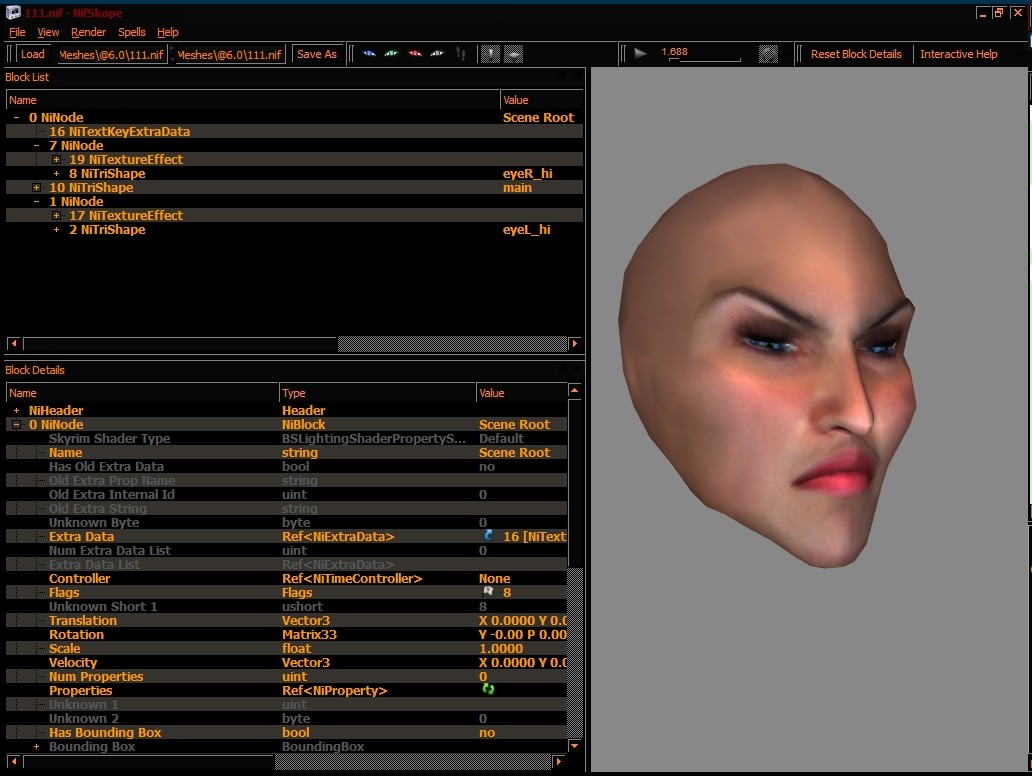 111.nif - NifSkope
File View Render Spells Help
Load Meshes\@6.0\111.nif Meshes\@6.0\111.nif Save As 1.688 Reset Block Details Interactive Help
Block List
Name Value
0 NiNode Scene Root
16 NiTextKeyExtraData
7 NiNode
19 NiTextureEffect
8 NiTriShape eyeR_hi
10 NiTriShape main
1 NiNode
17 NiTextureEffect
2 NiTriShape eyeL_hi
Block Details
Name Type Value
NiHeader Header
0 NiNode NiBlock Scene Root
Skyrim Shader Type BSLightingShaderPropertyS... Default
Name string Scene Root
Has Old Extra Data bool no
Old Extra Prop Name string
Old Extra Internal Id uint 0
Old Extra String string
Unknown Byte byte 0
Extra Data Ref<NiExtraData> 16 [NiText
Num Extra Data List uint 0
Extra Data List Ref<NiExtraData>
Controller Ref<NiTimeController> None
Flags Flags 8
Unknown Short 1 ushort 8
Translation Vector3 X 0.0000 Y 0.0
Rotation Matrix33 Y -0.00 P 0.00
Scale float 1.0000
Velocity Vector3 X 0.0000 Y 0.0
Num Properties uint 0
Properties Ref<NiProperty>
Unknown 1 uint
Unknown 2 byte 0
Has Bounding Box bool no
Bounding Box BoundingBox